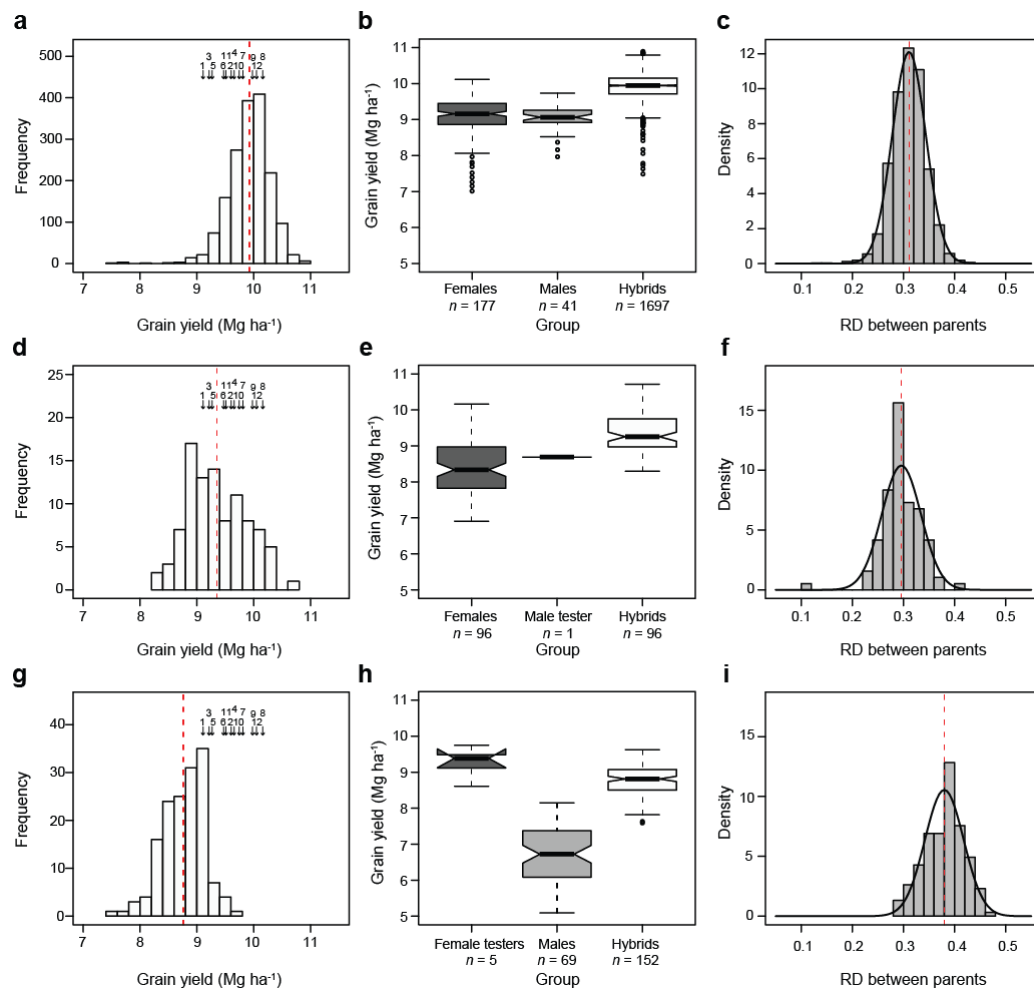 a
500
400
300
200
100
0
Frequency
3 11 4 7 9 8
1 5 6 2 10 12
7 8 9 10 11
Grain yield (Mg ha⁻¹)
b
11
10
9
8
7
6
5
Grain yield (Mg ha⁻¹)
Females Males Hybrids
n = 177 n = 41 n = 1697
Group
c
12
10
8
6
4
2
0
Density
0.1 0.2 0.3 0.4 0.5
RD between parents
d
25
20
15
10
5
0
Frequency
3 11 4 7 9 8
1 5 6 2 10 12
7 8 9 10 11
Grain yield (Mg ha⁻¹)
e
11
10
9
8
7
6
5
Grain yield (Mg ha⁻¹)
Females Male tester Hybrids
n = 96 n = 1 n = 96
Group
f
15
10
5
0
Density
0.1 0.2 0.3 0.4 0.5
RD between parents
g
40
30
20
10
0
Frequency
3 11 4 7 9 8
1 5 6 2 10 12
7 8 9 10 11
Grain yield (Mg ha⁻¹)
h
11
10
9
8
7
6
5
Grain yield (Mg ha⁻¹)
Female testers Males Hybrids
n = 5 n = 69 n = 152
Group
i
15
10
5
0
Density
0.1 0.2 0.3 0.4 0.5
RD between parents